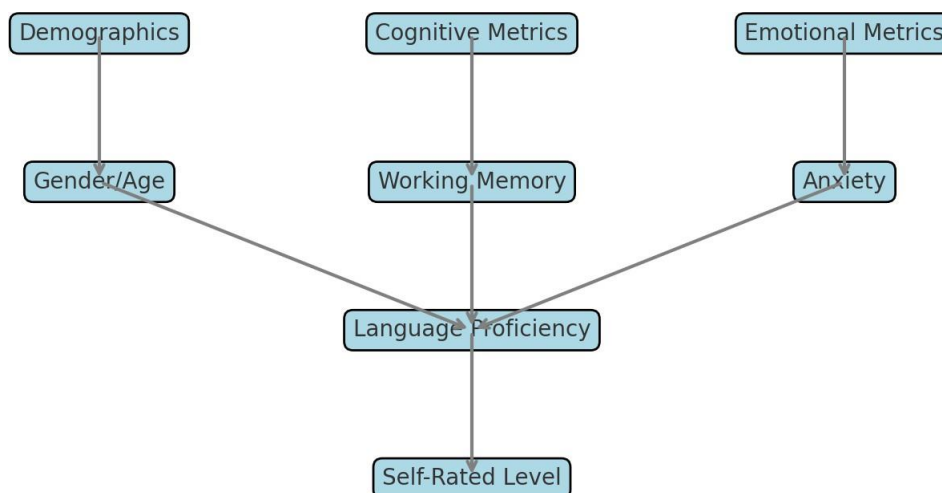 Demographics
Cognitive Metrics
Emotional Metrics
Gender/Age
Working Memory
Anxiety
Language Proficiency
Self-Rated Level